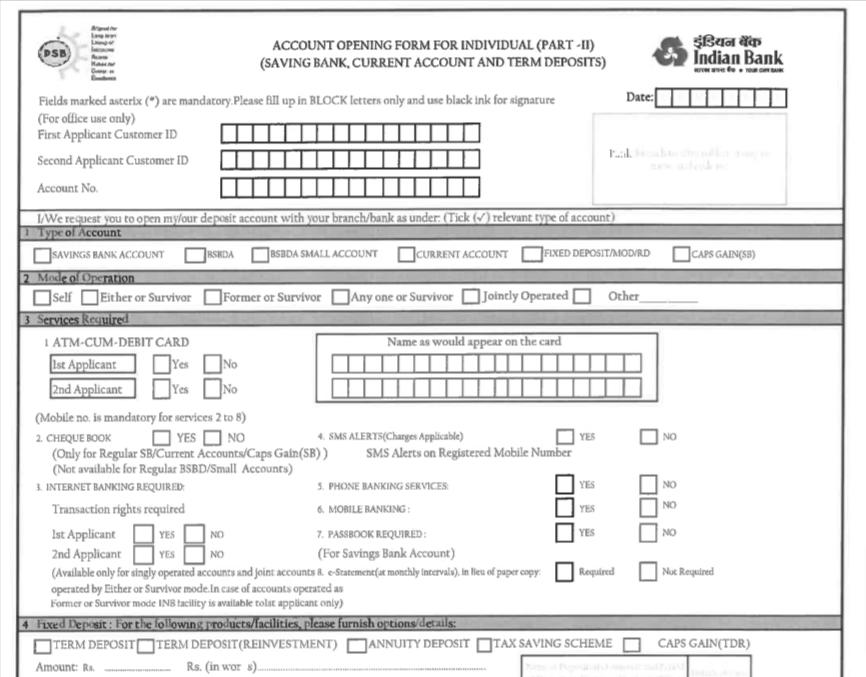 PSB
Aligned for
ACCOUNT OPENING FORM FOR INDIVIDUAL (PART -II)
(SAVING BANK, CURRENT ACCOUNT AND TERM DEPOSITS)
इंडियन बैंक
Indian Bank
YOUR OWN BANK
Fields marked asterix (*) are mandatory.Please fill up in BLOCK letters only and use black ink for signature
Date:
(For office use only)
First Applicant Customer ID
Second Applicant Customer ID
Account No.
I/We request you to open my/our deposit account with your branch/bank as under: (Tick (✓) relevant type of account)
1 Type of Account
SAVINGS BANK ACCOUNT BSBDA BSBDA SMALL ACCOUNT CURRENT ACCOUNT FIXED DEPOSIT/MOD/RD CAPS GAIN(SB)
2 Mode of Operation
Self Either or Survivor Former or Survivor Any one or Survivor Jointly Operated Other__________
3 Services Required
1 ATM-CUM-DEBIT CARD Name as would appear on the card
1st Applicant Yes No
2nd Applicant Yes No
(Mobile no. is mandatory for services 2 to 8)
2. CHEQUE BOOK YES NO 4. SMS ALERTS(Charges Applicable) YES NO
(Only for Regular SB/Current Accounts/Caps Gain(SB) ) SMS Alerts on Registered Mobile Number
(Not available for Regular BSBD/Small Accounts)
3. INTERNET BANKING REQUIRED: 5. PHONE BANKING SERVICES: YES NO
Transaction rights required 6. MOBILE BANKING : YES NO
1st Applicant YES NO 7. PASSBOOK REQUIRED : YES NO
2nd Applicant YES NO (For Savings Bank Account)
(Available only for singly operated accounts and joint accounts 8. e-Statement(at monthly intervals), in lieu of paper copy: Required Not Required
operated by Either or Survivor mode.In case of accounts operated as
Former or Survivor mode INB facility is available to1st applicant only)
4 Fixed Deposit : For the following products/facilities, please furnish options/details:
TERM DEPOSIT TERM DEPOSIT(REINVESTMENT) ANNUITY DEPOSIT TAX SAVING SCHEME CAPS GAIN(TDR)
Amount: Rs. .................... Rs. (in wor s)..................................................